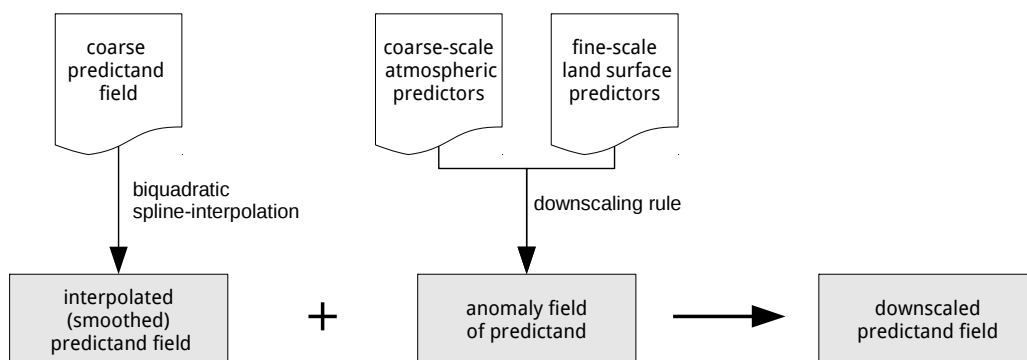 coarse
predictand
field
coarse-scale
atmospheric
predictors
fine-scale
land surface
predictors
biquadratic
spline-interpolation
downscaling rule
interpolated
(smoothed)
predictand field
+
anomaly field
of predictand
downscaled
predictand field